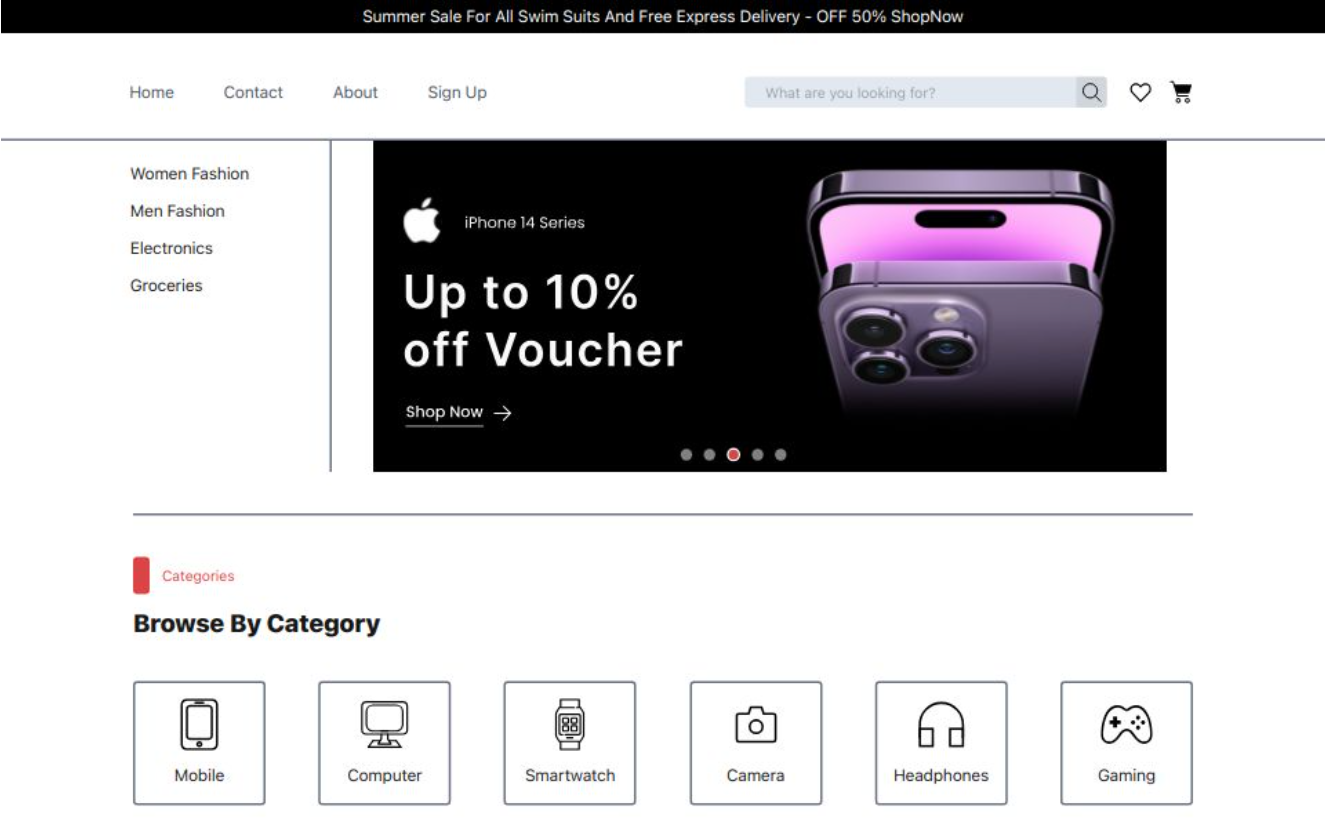 Summer Sale For All Swim Suits And Free Express Delivery - OFF 50% ShopNow
Home Contact About Sign Up What are you looking for?
Women Fashion
Men Fashion
Electronics
Groceries
iPhone 14 Series
Up to 10%
off Voucher
Shop Now
Categories
Browse By Category
Mobile Computer Smartwatch Camera Headphones Gaming